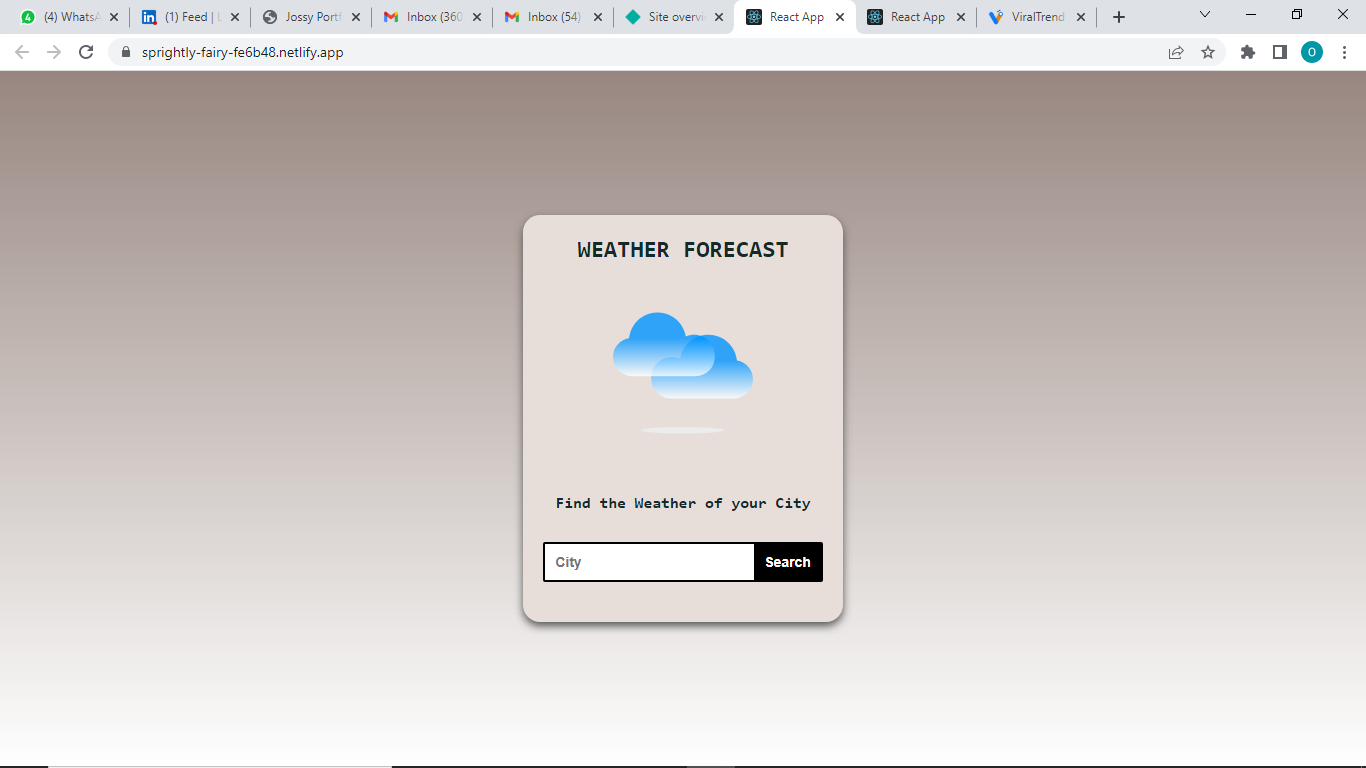 (4) WhatsA
(1) Feed | L
Jossy Portf
Inbox (360
Inbox (54)
Site overvi
React App
React App
ViralTrend
sprightly-fairy-fe6b48.netlify.app
O
WEATHER FORECAST
Find the Weather of your City
City
Search